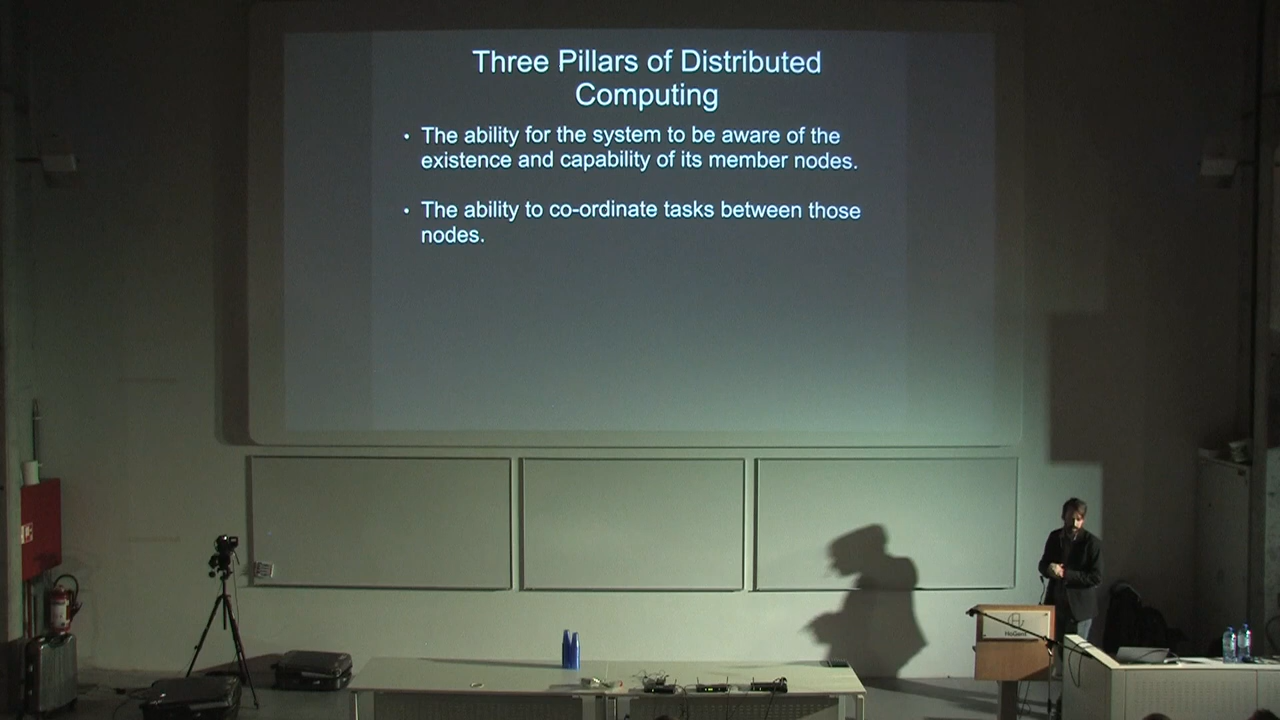 Three Pillars of Distributed
Computing
• The ability for the system to be aware of the
existence and capability of its member nodes.
• The ability to co-ordinate tasks between those
nodes.
HoGent